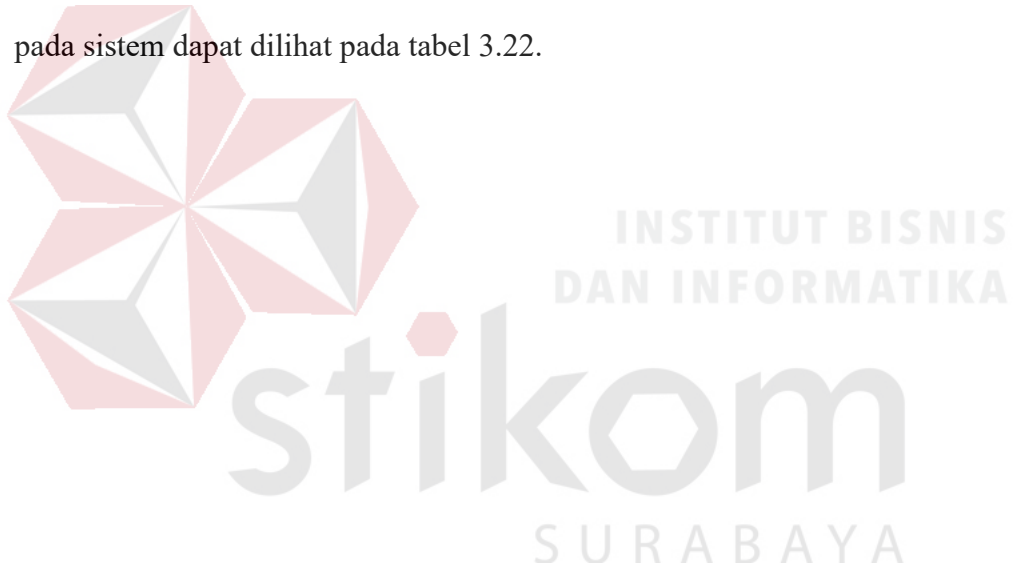 pada sistem dapat dilihat pada tabel 3.22.
INSTITUT BISNIS
DAN INFORMATIKA
stikom
SURABAYA